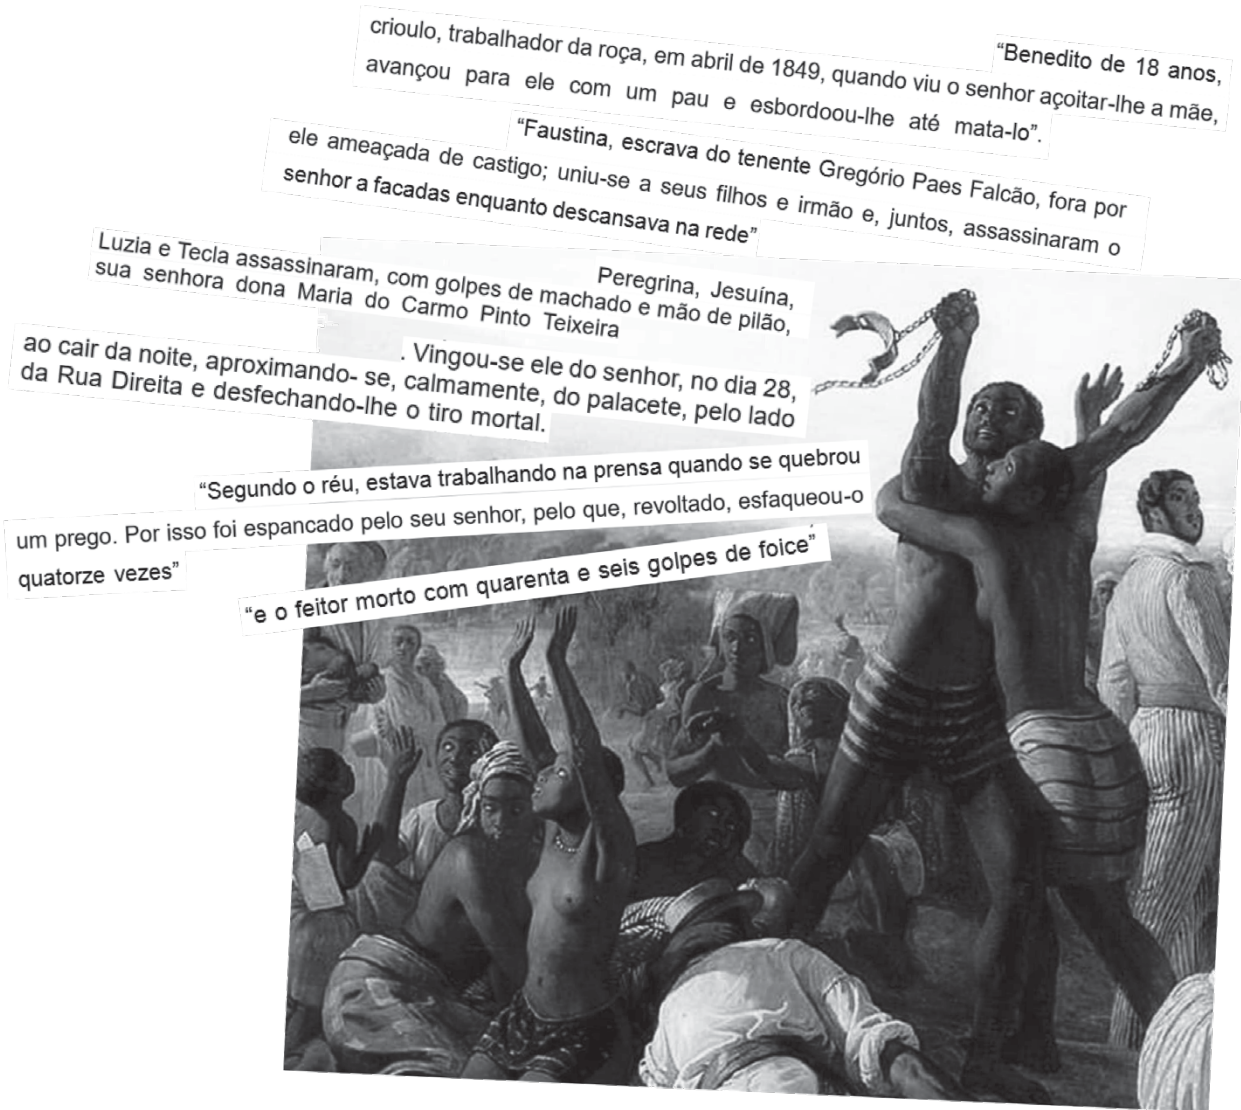 “Benedito de 18 anos,
crioulo, trabalhador da roça, em abril de 1849, quando viu o senhor açoitar-lhe a mãe,
avançou para ele com um pau e esbordoou-lhe até mata-lo”.
“Faustina, escrava do tenente Gregório Paes Falcão, fora por
ele ameaçada de castigo; uniu-se a seus filhos e irmão e, juntos, assassinaram o
senhor a facadas enquanto descansava na rede”
Peregrina, Jesuína,
Luzia e Tecla assassinaram, com golpes de machado e mão de pilão,
sua senhora dona Maria do Carmo Pinto Teixeira
. Vingou-se ele do senhor, no dia 28,
ao cair da noite, aproximando- se, calmamente, do palacete, pelo lado
da Rua Direita e desfechando-lhe o tiro mortal.
“Segundo o réu, estava trabalhando na prensa quando se quebrou
um prego. Por isso foi espancado pelo seu senhor, pelo que, revoltado, esfaqueou-o
quatorze vezes”
“e o feitor morto com quarenta e seis golpes de foice”